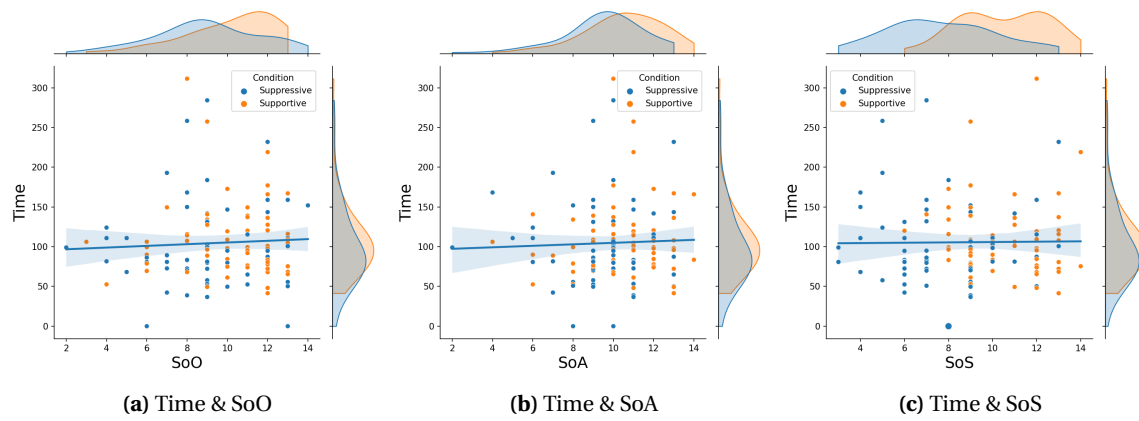 Condition
Suppressive
Supportive
300
250
200
150
100
50
0
Time
2 4 6 8 10 12 14
SoO
(a) Time & SoO
Condition
Suppressive
Supportive
300
250
200
150
100
50
0
Time
2 4 6 8 10 12 14
SoA
(b) Time & SoA
Condition
Suppressive
Supportive
300
250
200
150
100
50
0
Time
4 6 8 10 12 14
SoS
(c) Time & SoS